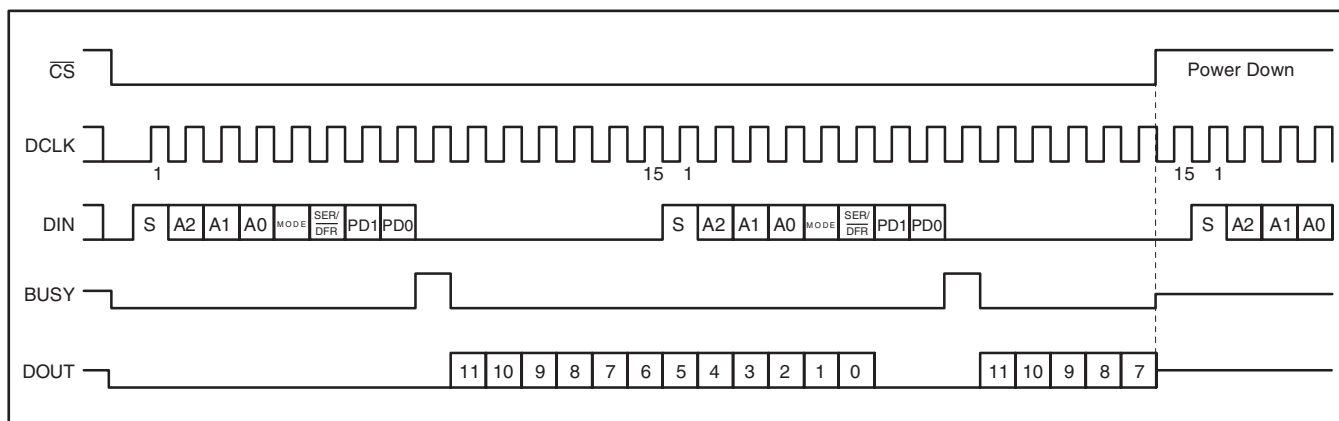 CS Power Down
DCLK
1 15 1 15 1
DIN S A2 A1 A0 MODE SER/DFR PD1 PD0 S A2 A1 A0 MODE SER/DFR PD1 PD0 S A2 A1 A0
BUSY
DOUT 11 10 9 8 7 6 5 4 3 2 1 0 11 10 9 8 7